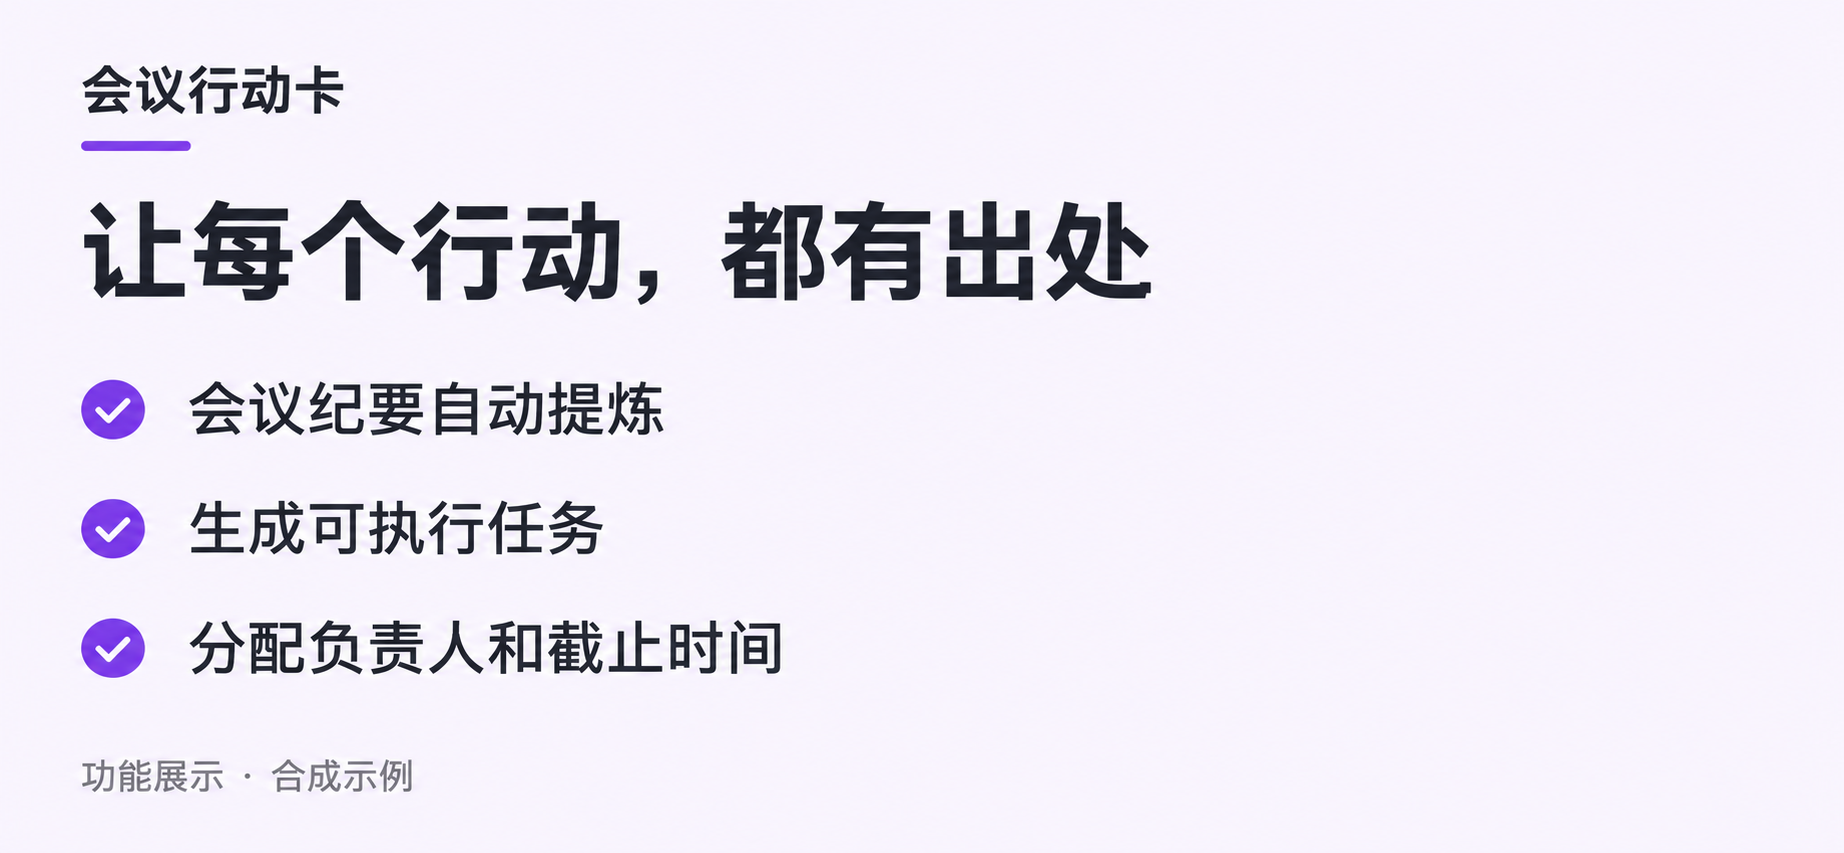 会议行动卡
让每个行动，都有出处
会议纪要自动提炼
生成可执行任务
分配负责人和截止时间
功能展示 · 合成示例